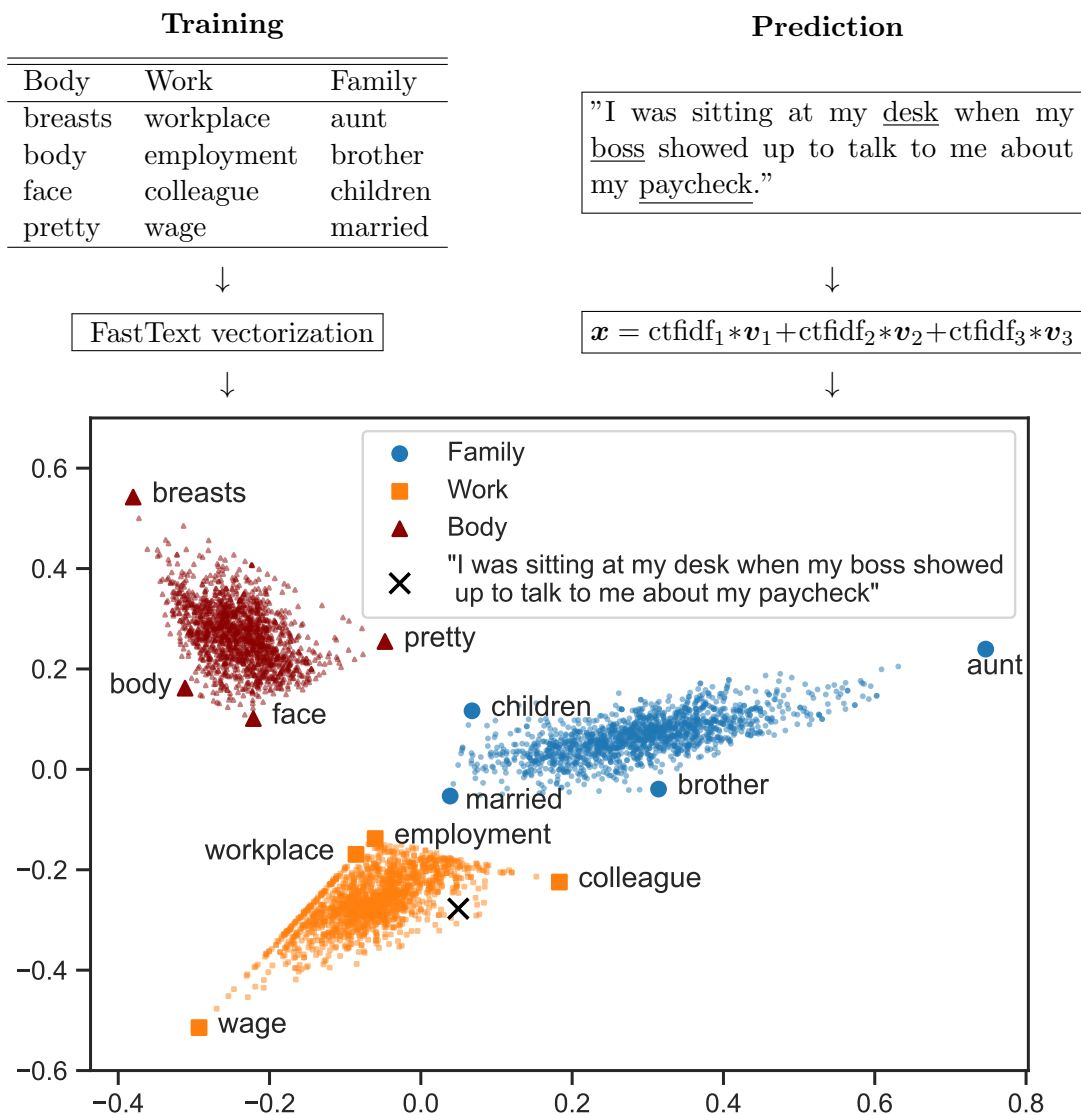 Training
Body Work Family
breasts workplace aunt
body employment brother
face colleague children
pretty wage married
↓
FastText vectorization
↓
Prediction
”I was sitting at my desk when my
boss showed up to talk to me about
my paycheck.”
↓
x = ctfidf1*v1+ctfidf2*v2+ctfidf3*v3
↓
Family
Work
Body
"I was sitting at my desk when my boss showed
up to talk to me about my paycheck"
breasts
pretty
body
face
aunt
children
married
brother
employment
workplace
colleague
wage
0.6
0.4
0.2
0.0
−0.2
−0.4
−0.6
−0.4 −0.2 0.0 0.2 0.4 0.6 0.8